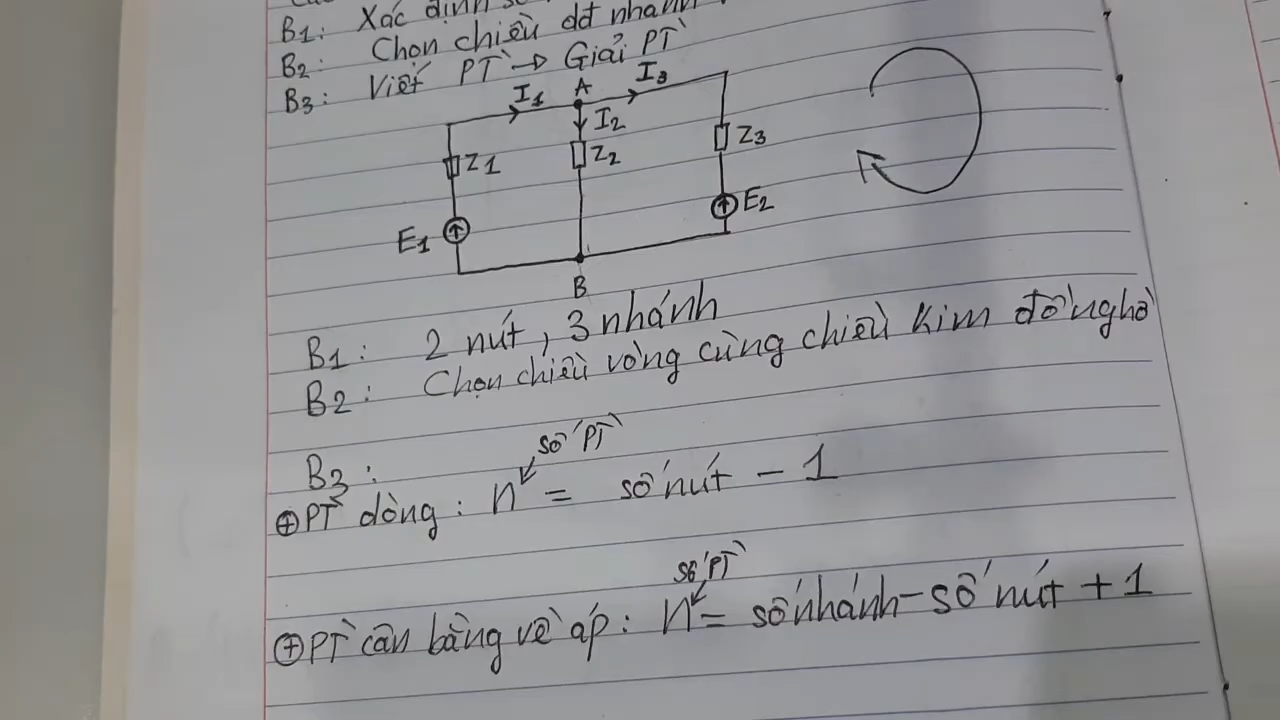 B1: Xác định số
B2: Chọn chiều dđ nhánh
B3: Viết PT → Giải PT
I1 A I3
I2
Z1 Z2 Z3
E1 E2
B
B1: 2 nút, 3 nhánh
B2: Chọn chiều vòng cùng chiều kim đồng hồ
B3:
số PT
⊕PT dòng: n = số nút - 1
số PT
⊕PT cân bằng về áp: n = số nhánh - số nút + 1